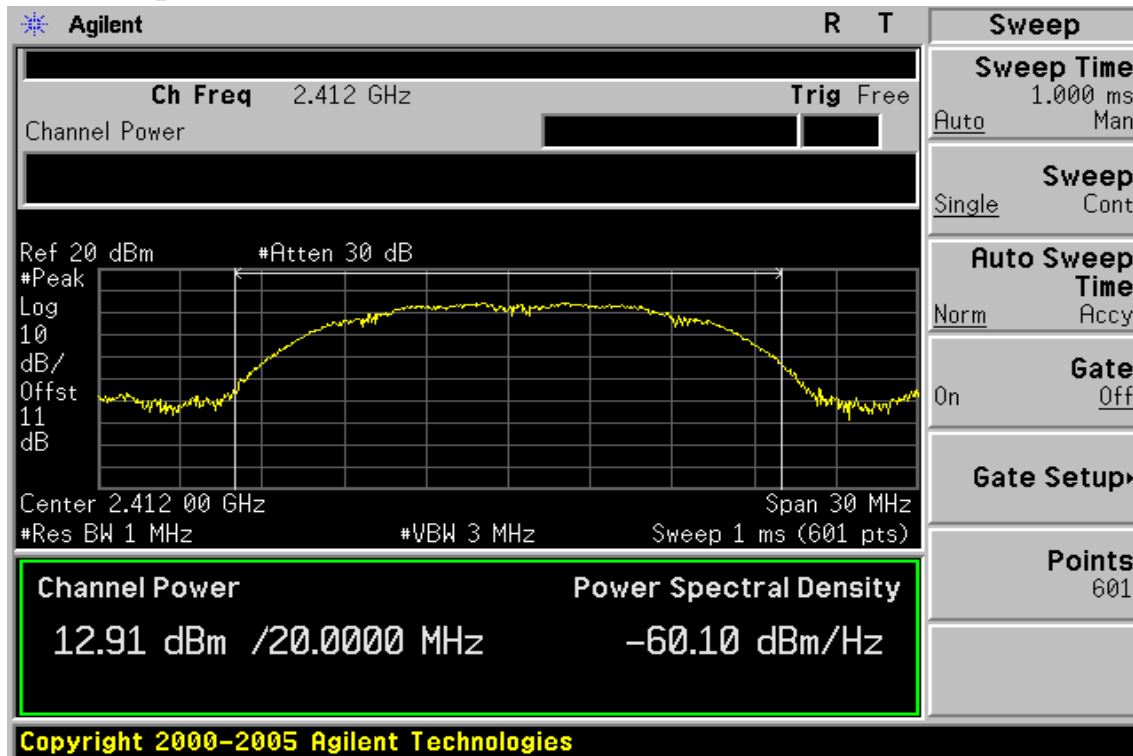 Agilent R T Sweep
Ch Freq 2.412 GHz Trig Free
Channel Power
Ref 20 dBm #Atten 30 dB
#Peak
Log
10
dB/
Offst
11
dB
Center 2.412 00 GHz Span 30 MHz
#Res BW 1 MHz #VBW 3 MHz Sweep 1 ms (601 pts)
Channel Power Power Spectral Density
12.91 dBm /20.0000 MHz -60.10 dBm/Hz
Sweep Time
1.000 ms
Auto Man
Sweep
Single Cont
Auto Sweep
Time
Norm Accy
Gate
On Off
Gate Setup
Points
601
Copyright 2000-2005 Agilent Technologies